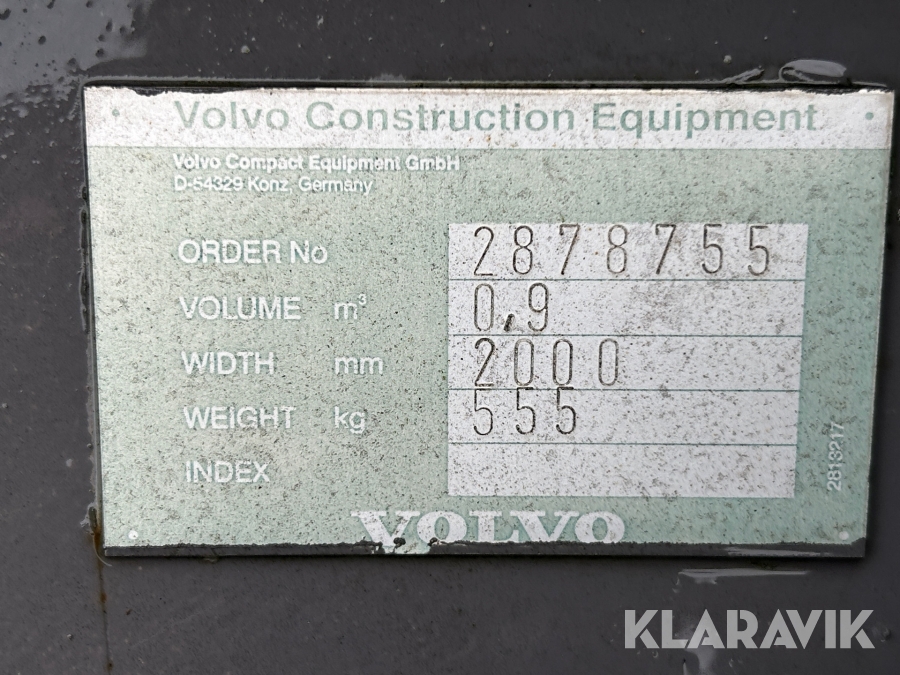 Volvo Construction Equipment
Volvo Compact Equipment GmbH
D-54329 Konz, Germany
ORDER No 2878755
VOLUME m³ 0,9
WIDTH mm 2000
WEIGHT kg 555
INDEX
2813217
VOLVO
KLARAVIK